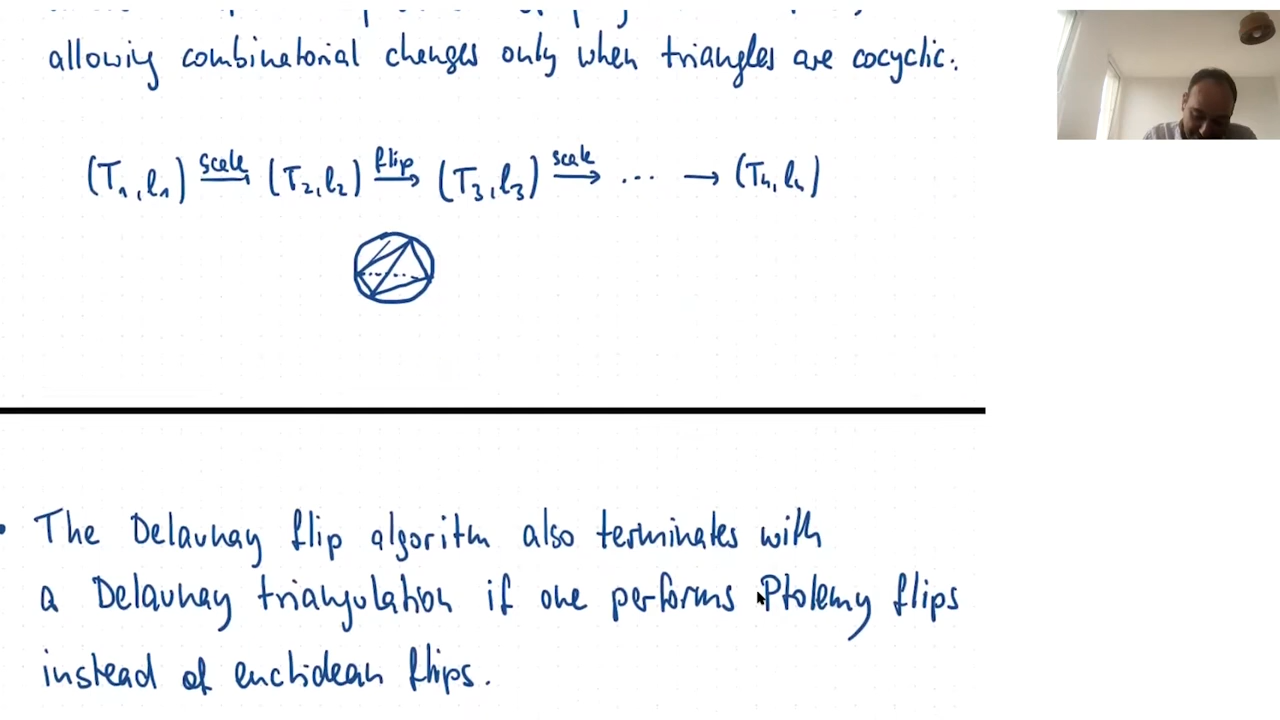 allowing combinatorial changes only when triangles are cocyclic.
(T₁, l₁) scale → (T₂, l₂) flip → (T₃, l₃) scale → ... → (Tₙ, lₙ)
• The Delaunay flip algorithm also terminates with
a Delaunay triangulation if one performs Ptolemy flips
instead of euclidean flips.